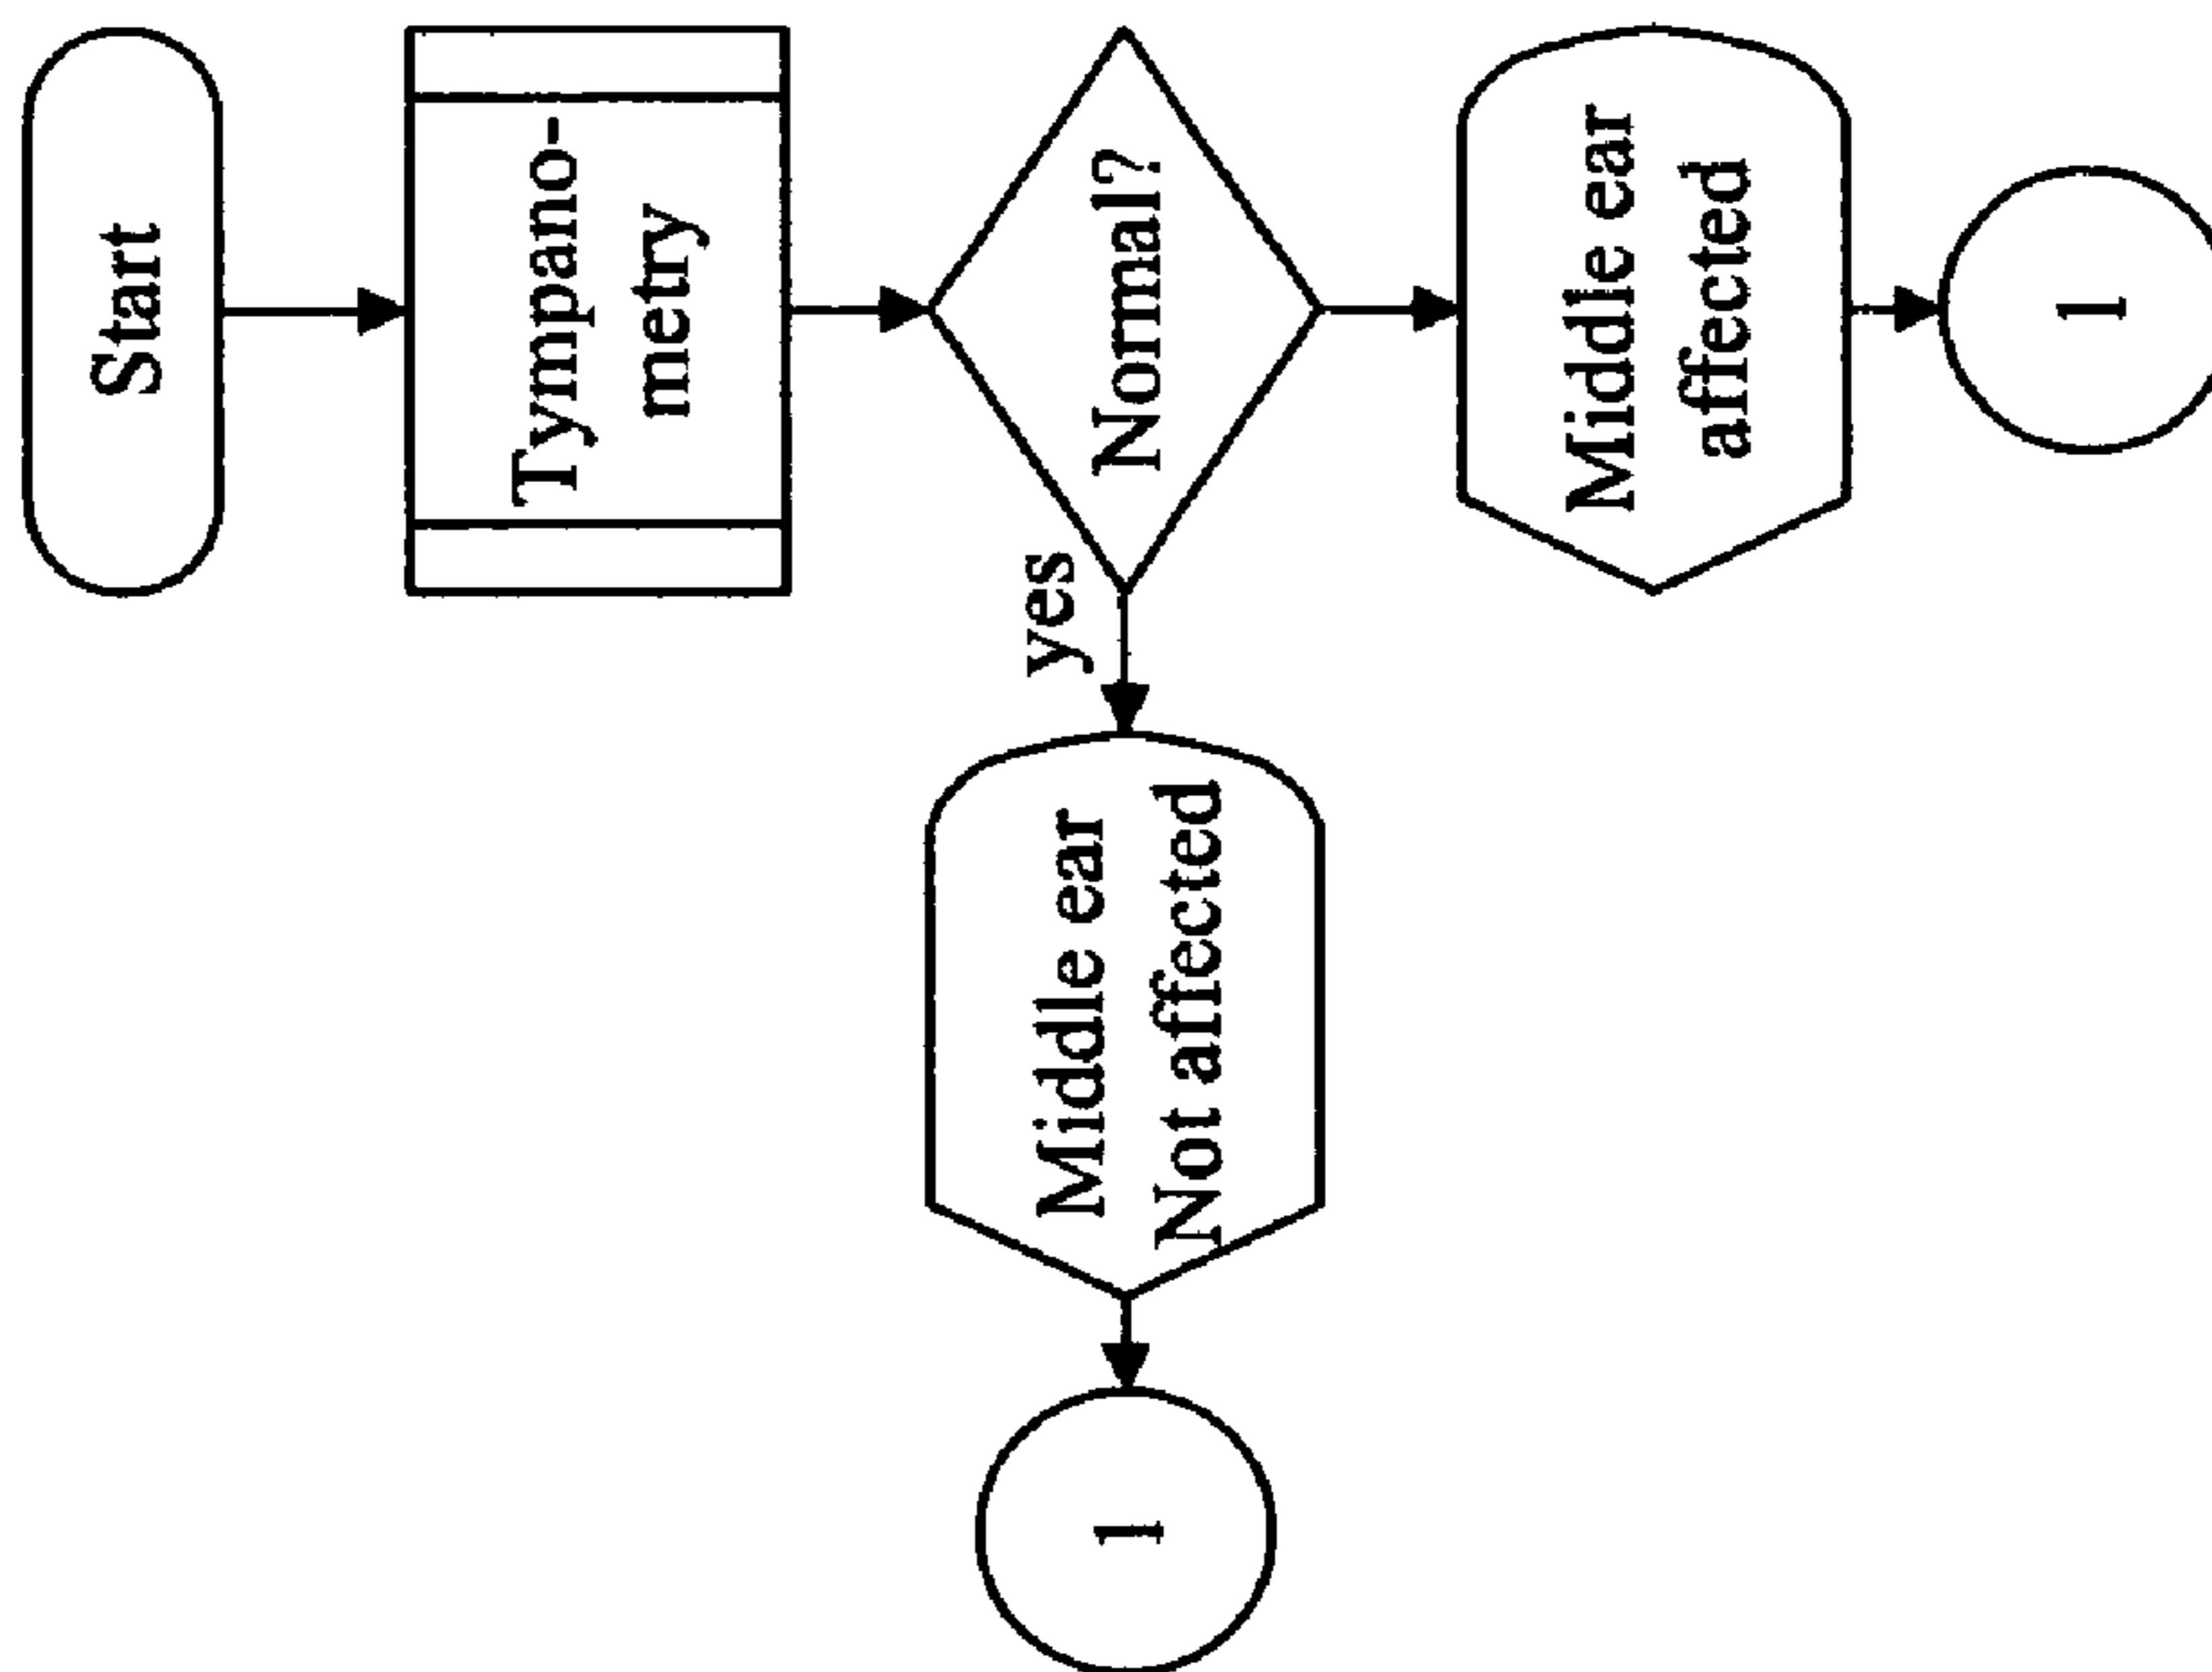 Start
Tympano-
metry
Normal?
yes
Middle ear
Not affected
1
Middle ear
affected
1